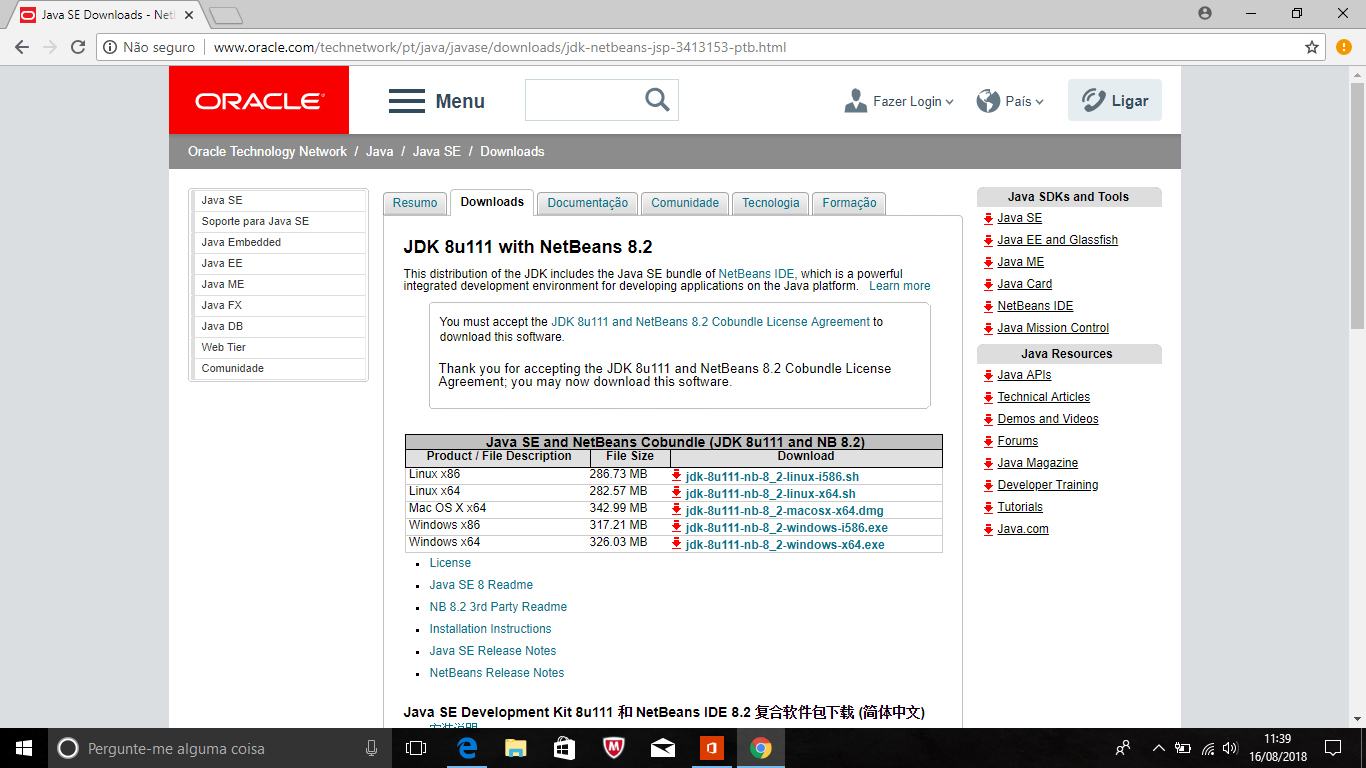 Java SE Downloads - Net
Não seguro
www.oracle.com/technetwork/pt/java/javase/downloads/jdk-netbeans-jsp-3413153-ptb.html
ORACLE
Menu
Fazer Login
País
Ligar
Oracle Technology Network / Java / Java SE / Downloads
Java SE
Soporte para Java SE
Java Embedded
Java EE
Java ME
Java FX
Java DB
Web Tier
Comunidade
Resumo
Downloads
Documentação
Comunidade
Tecnologia
Formação
JDK 8u111 with NetBeans 8.2
This distribution of the JDK includes the Java SE bundle of NetBeans IDE, which is a powerful
integrated development environment for developing applications on the Java platform. Learn more
You must accept the JDK 8u111 and NetBeans 8.2 Cobundle License Agreement to
download this software.
Thank you for accepting the JDK 8u111 and NetBeans 8.2 Cobundle License
Agreement; you may now download this software.
Java SE and NetBeans Cobundle (JDK 8u111 and NB 8.2)
Product / File Description File Size Download
Linux x86 286.73 MB jdk-8u111-nb-8_2-linux-i586.sh
Linux x64 282.57 MB jdk-8u111-nb-8_2-linux-x64.sh
Mac OS X x64 342.99 MB jdk-8u111-nb-8_2-macosx-x64.dmg
Windows x86 317.21 MB jdk-8u111-nb-8_2-windows-i586.exe
Windows x64 326.03 MB jdk-8u111-nb-8_2-windows-x64.exe
License
Java SE 8 Readme
NB 8.2 3rd Party Readme
Installation Instructions
Java SE Release Notes
NetBeans Release Notes
Java SE Development Kit 8u111 和 NetBeans IDE 8.2 复合软件包下载 (简体中文)
安装说明
Java SDKs and Tools
Java SE
Java EE and Glassfish
Java ME
Java Card
NetBeans IDE
Java Mission Control
Java Resources
Java APIs
Technical Articles
Demos and Videos
Forums
Java Magazine
Developer Training
Tutorials
Java.com
Pergunte-me alguma coisa
11:39
16/08/2018